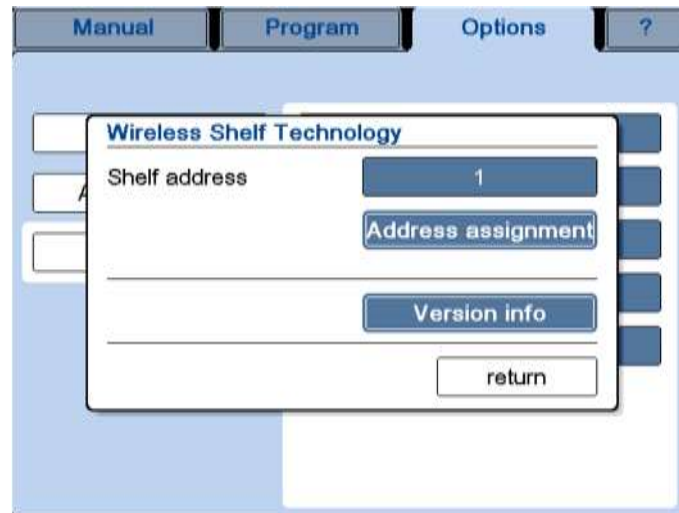 Manual Program Options ?
Wireless Shelf Technology
Shelf address 1
Address assignment
Version info
return